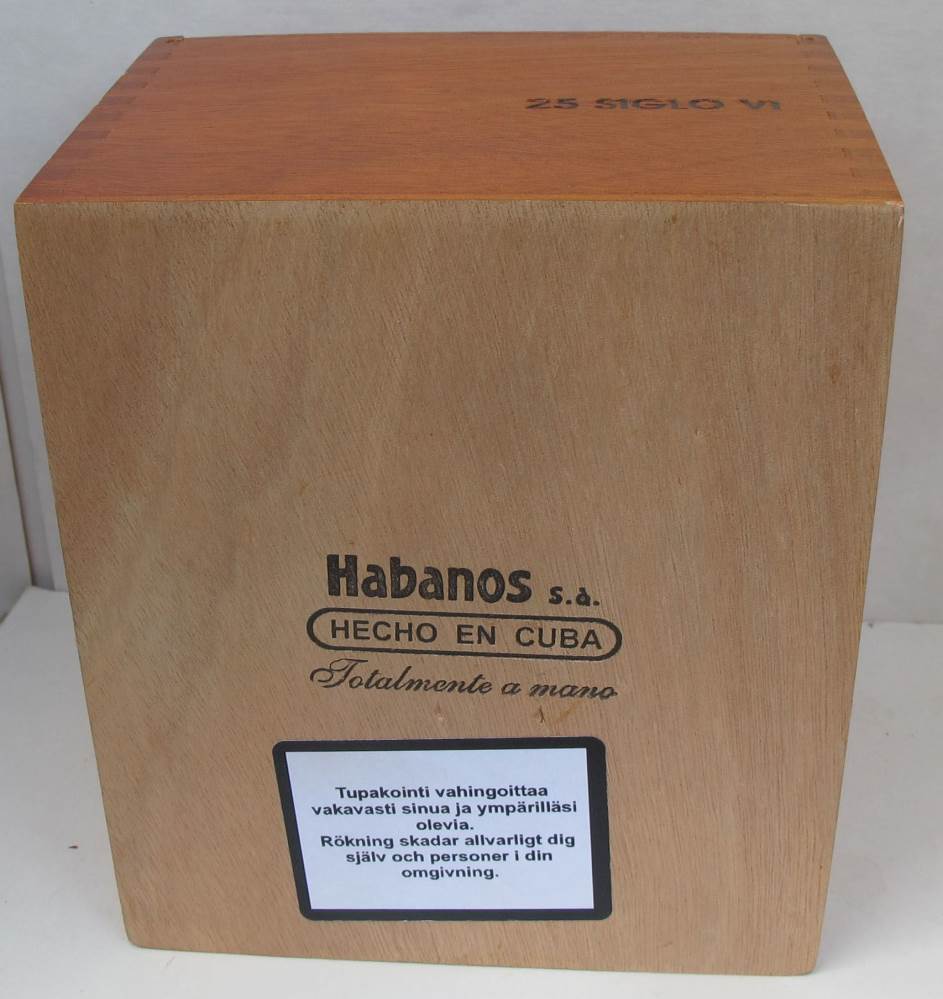 25 SIGLO VI
Habanos s.a.
HECHO EN CUBA
Totalmente a mano
Tupakointi vahingoittaa
vakavasti sinua ja ympärilläsi
olevia.
Rökning skadar allvarligt dig
själv och personer i din
omgivning.